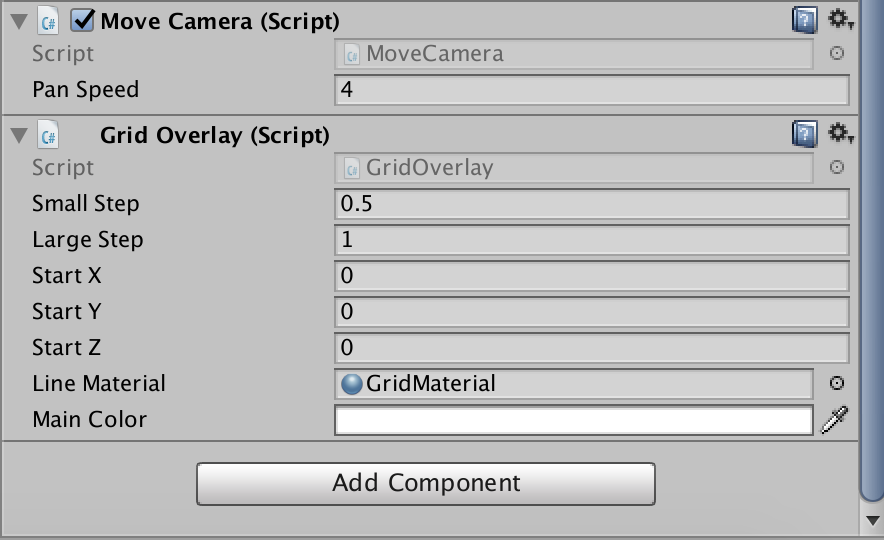 Move Camera (Script)
Script MoveCamera
Pan Speed 4
Grid Overlay (Script)
Script GridOverlay
Small Step 0.5
Large Step 1
Start X 0
Start Y 0
Start Z 0
Line Material GridMaterial
Main Color
Add Component